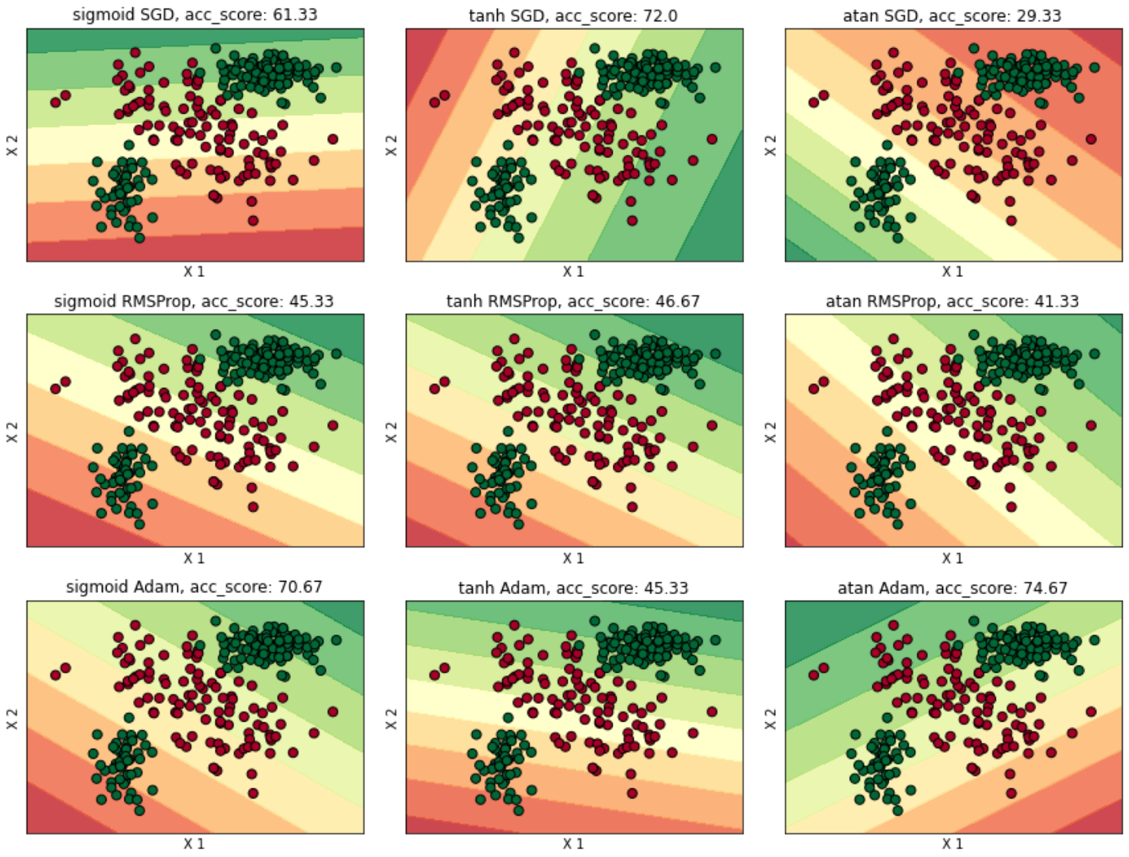 sigmoid SGD, acc_score: 61.33
tanh SGD, acc_score: 72.0
atan SGD, acc_score: 29.33
X 2
X 2
X 2
X 1
X 1
X 1
sigmoid RMSProp, acc_score: 45.33
tanh RMSProp, acc_score: 46.67
atan RMSProp, acc_score: 41.33
X 2
X 2
X 2
X 1
X 1
X 1
sigmoid Adam, acc_score: 70.67
tanh Adam, acc_score: 45.33
atan Adam, acc_score: 74.67
X 2
X 2
X 2
X 1
X 1
X 1